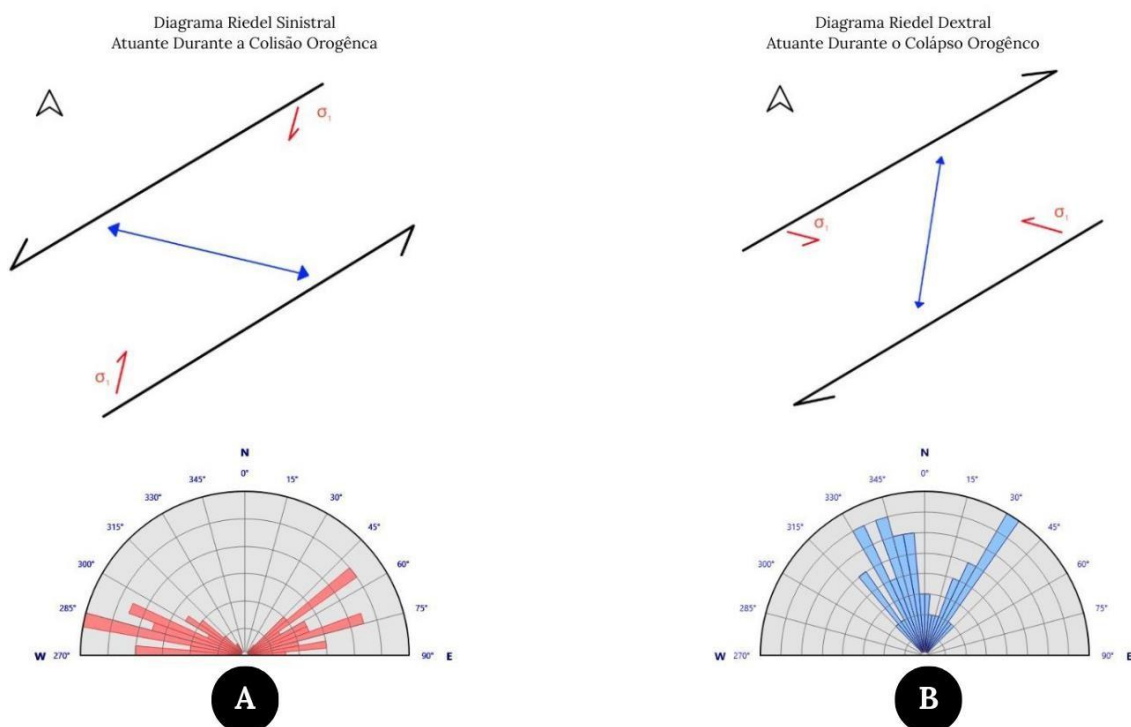 Diagrama Riedel Sinistral
Atuante Durante a Colisão Orogênca
σ₁
σ₁
N
0°
345°
15°
330°
30°
315°
45°
300°
60°
285°
75°
W 270°
90° E
A
Diagrama Riedel Dextral
Atuante Durante o Colápso Orogênco
σ₁
σ₁
N
0°
345°
15°
330°
30°
315°
45°
300°
60°
285°
75°
W 270°
90° E
B